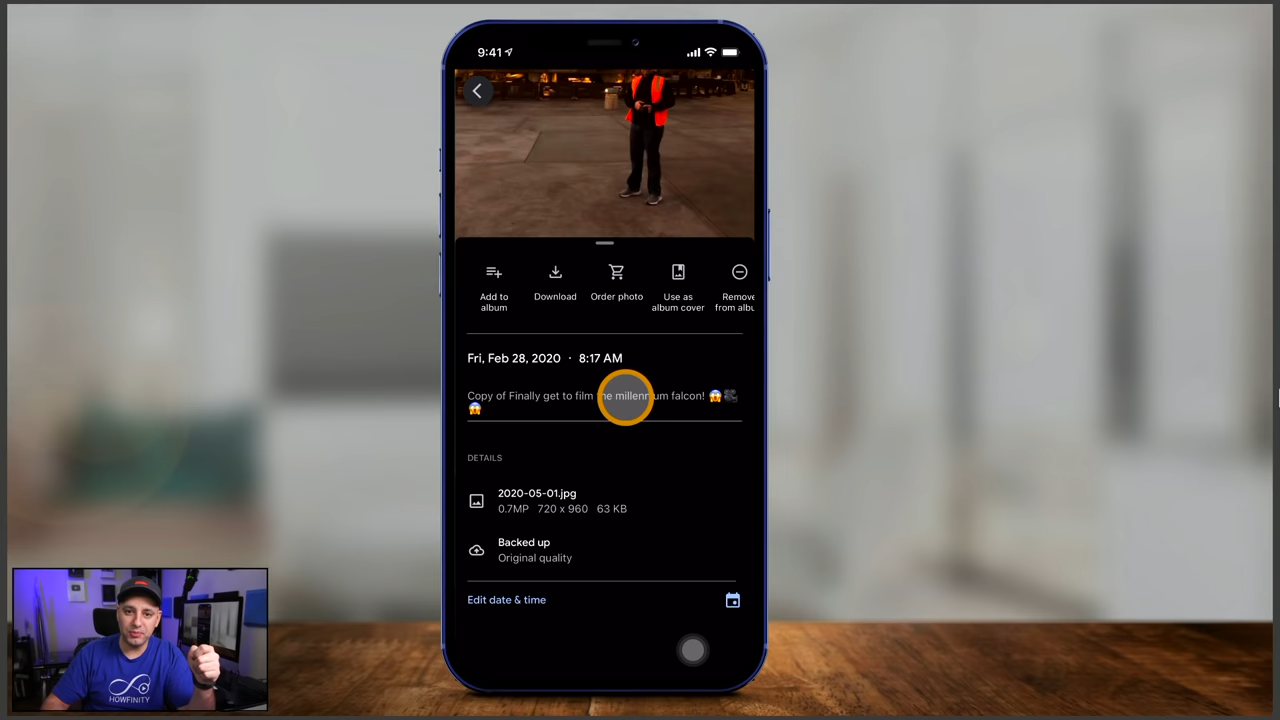 9:41
Add to
album
Download
Order photo
Use as
album cover
Remove
from albu
Fri, Feb 28, 2020 · 8:17 AM
Copy of Finally get to film the millennium falcon! 😱🎥
😱
DETAILS
2020-05-01.jpg
0.7MP 720 x 960 63 KB
Backed up
Original quality
Edit date & time
HOWFINITY